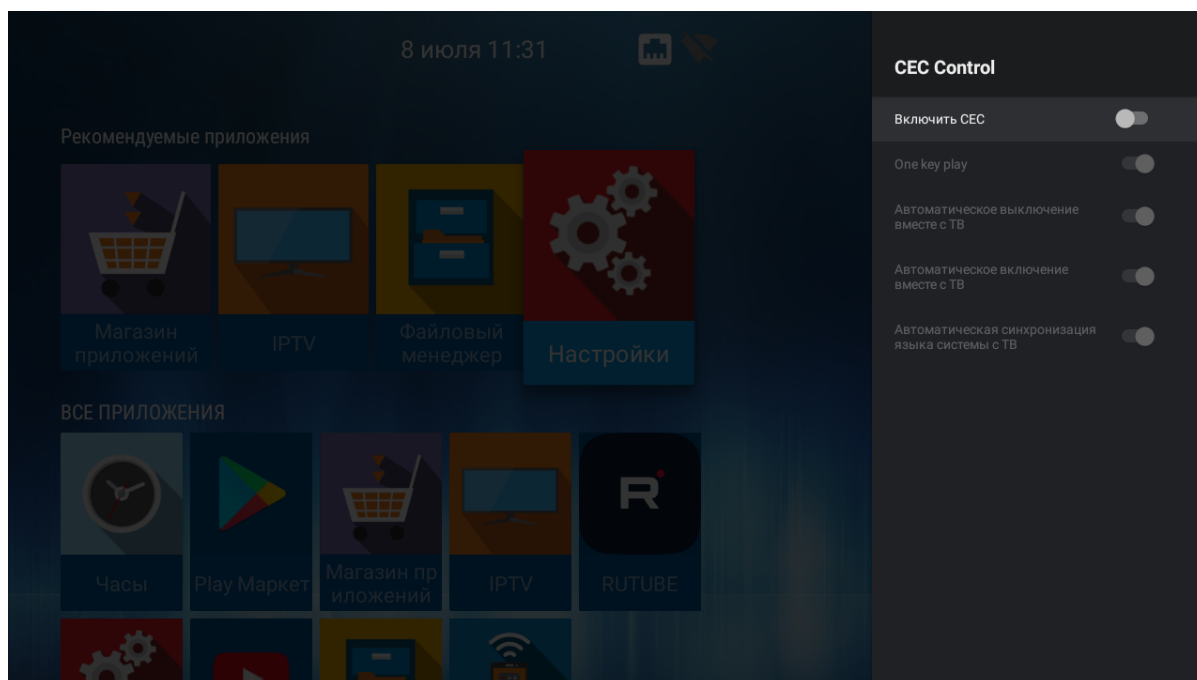 8 июля 11:31
CEC Control
Включить CEC
One key play
Автоматическое выключение
вместе с ТВ
Автоматическое включение
вместе с ТВ
Автоматическая синхронизация
языка системы с ТВ
Рекомендуемые приложения
Магазин
приложений
IPTV
Файловый
менеджер
Настройки
ВСЕ ПРИЛОЖЕНИЯ
Часы
Play Маркет
Магазин пр
иложений
IPTV
R
RUTUBE